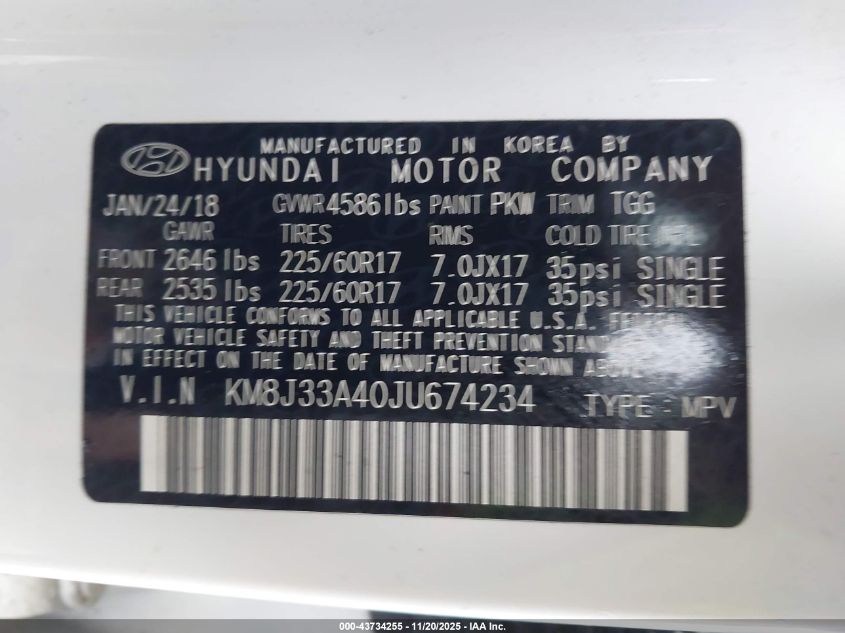 MANUFACTURED IN KOREA BY
HYUNDAI MOTOR COMPANY
JAN/24/18 GVWR 4586 lbs PAINT PKW TRIM TGG
GAWR TIRES RMS COLD TIRE
FRONT 2646 lbs 225/60R17 7.0JX17 35psi SINGLE
REAR 2535 lbs 225/60R17 7.0JX17 35psi SINGLE
THIS VEHICLE CONFORMS TO ALL APPLICABLE U.S.A.
MOTOR VEHICLE SAFETY AND THEFT PREVENTION
IN EFFECT ON THE DATE OF MANUFACTURE SHOWN
V.I.N KM8J33A40JU674234 TYPE : MPV
000-43734255 - 11/20/2025 - IAA Inc.